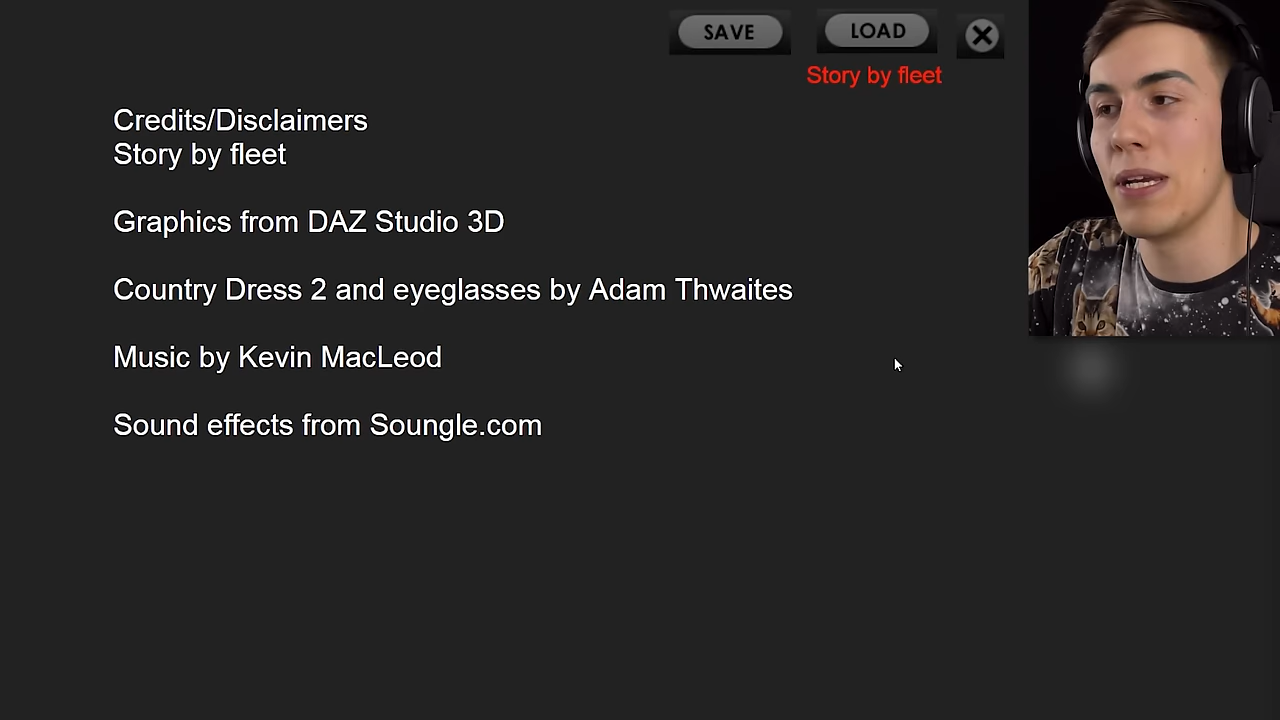 SAVE
LOAD
Story by fleet
Credits/Disclaimers
Story by fleet
Graphics from DAZ Studio 3D
Country Dress 2 and eyeglasses by Adam Thwaites
Music by Kevin MacLeod
Sound effects from Soungle.com